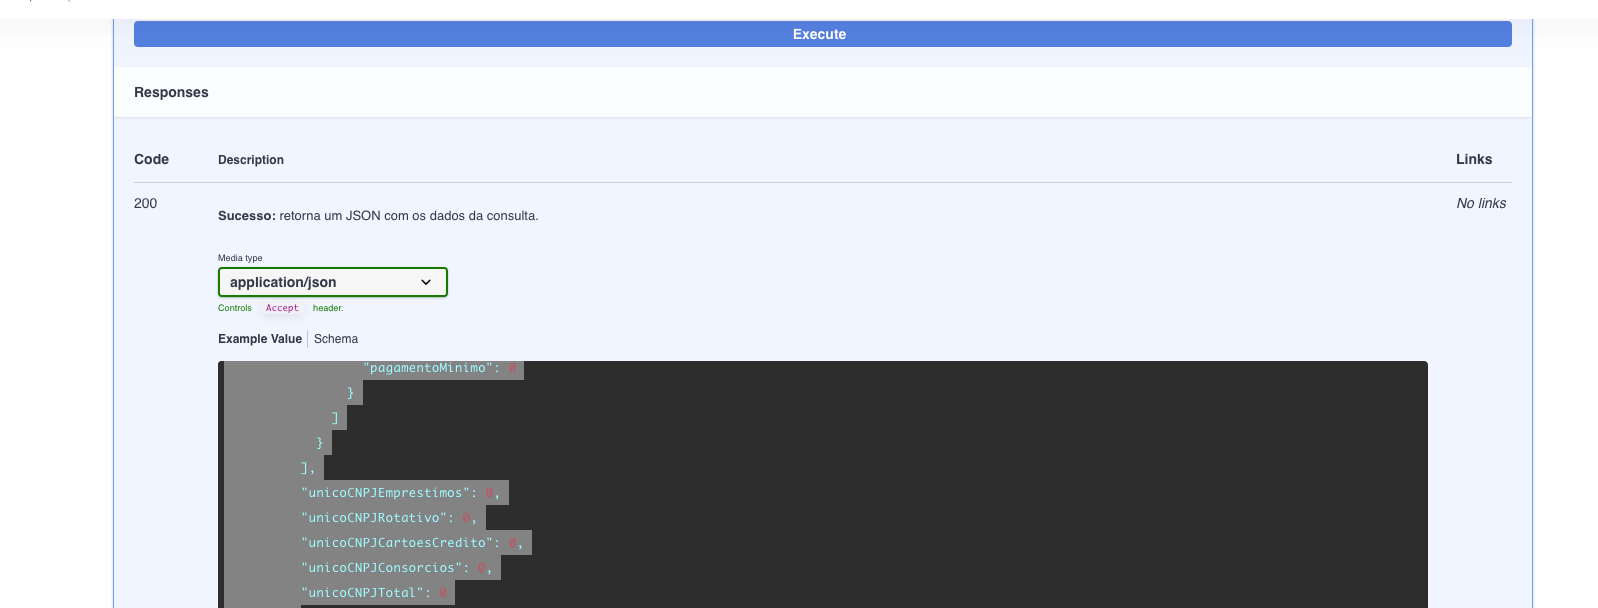 Execute
Responses
Code Description Links
200 Sucesso: retorna um JSON com os dados da consulta. No links
Media type
application/json
Controls Accept header.
Example Value Schema
"pagamentoMinimo": 0
}
]
}
],
"unicoCNPJEmprestimos": 0,
"unicoCNPJRotativo": 0,
"unicoCNPJCartoesCredito": 0,
"unicoCNPJConsorcios": 0,
"unicoCNPJTotal": 0